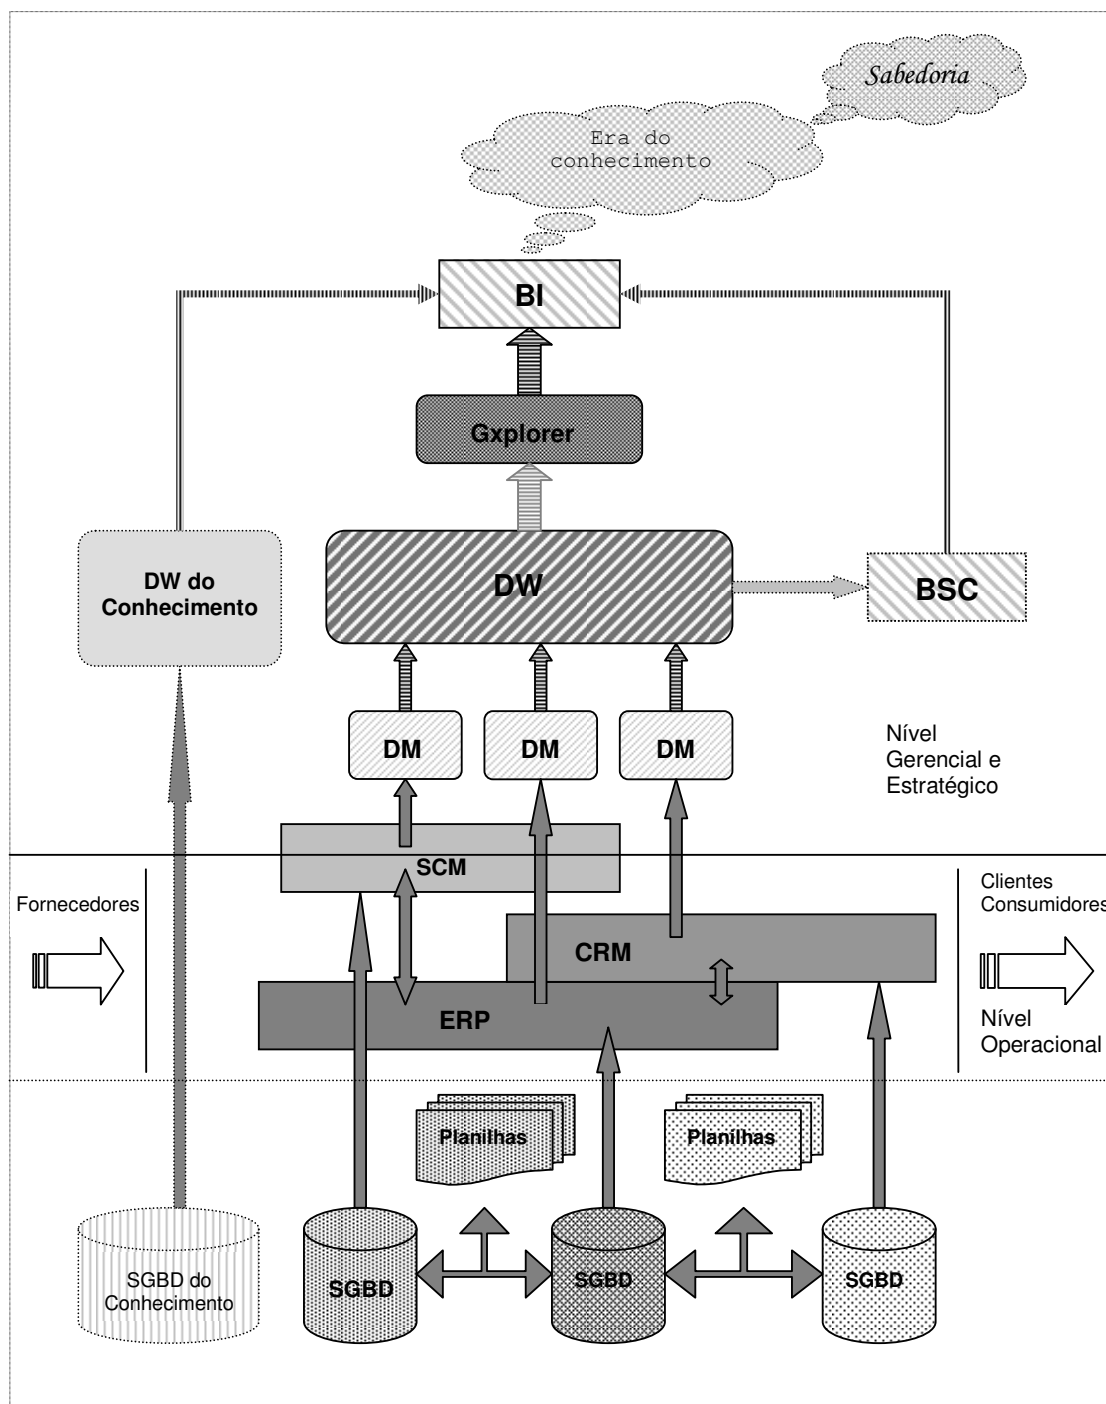 Sabedoria
Era do
conhecimento
BI
Gxplorer
DW do
Conhecimento
DW
BSC
DM
DM
DM
Nível
Gerencial e
Estratégico
SCM
Fornecedores
Clientes
Consumidores
CRM
ERP
Nível
Operacional
Planilhas
Planilhas
SGBD do
Conhecimento
SGBD
SGBD
SGBD